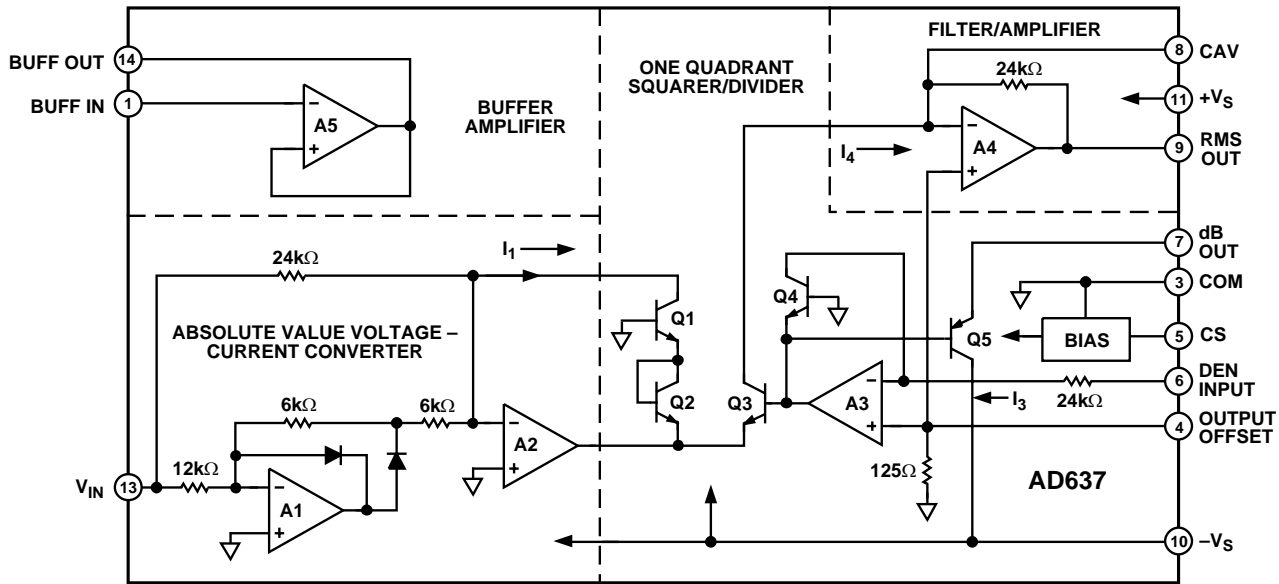 FILTER/AMPLIFIER
BUFF OUT
14
8
CAV
ONE QUADRANT
SQUARER/DIVIDER
24kΩ
BUFF IN
1
11
+VS
A5
BUFFER
AMPLIFIER
I4
A4
9
RMS
OUT
I1
24kΩ
7
dB
OUT
3
COM
Q4
Q1
ABSOLUTE VALUE VOLTAGE –
CURRENT CONVERTER
Q5
BIAS
5
CS
6kΩ
6kΩ
Q2
Q3
A3
6
DEN
INPUT
I3
24kΩ
A2
4
OUTPUT
OFFSET
12kΩ
VIN
13
125Ω
AD637
A1
10
–VS
− + − + − + − + − +